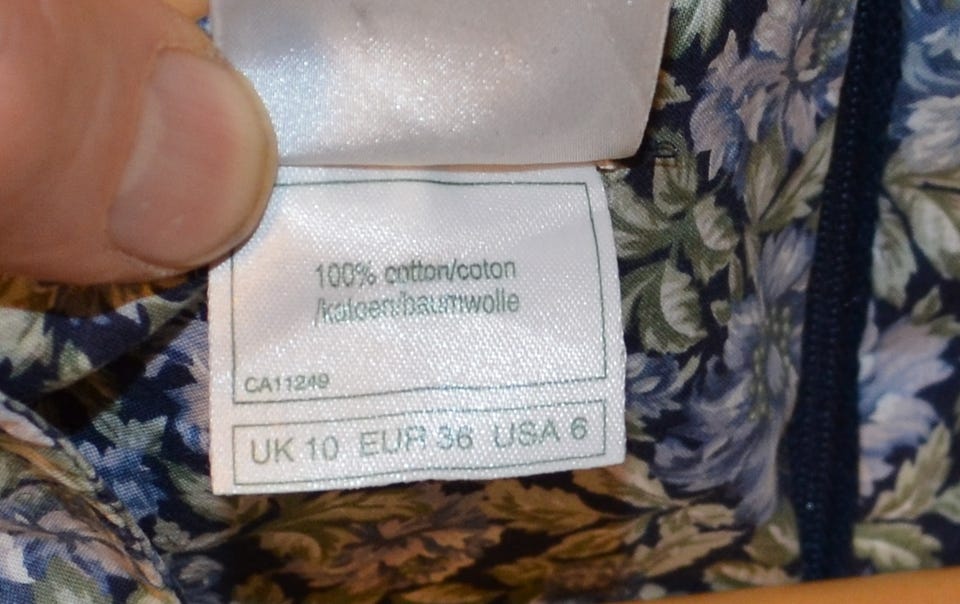 100% cotton/coton
/katoen/baumwolle
CA11249
UK 10 EUR 36 USA 6